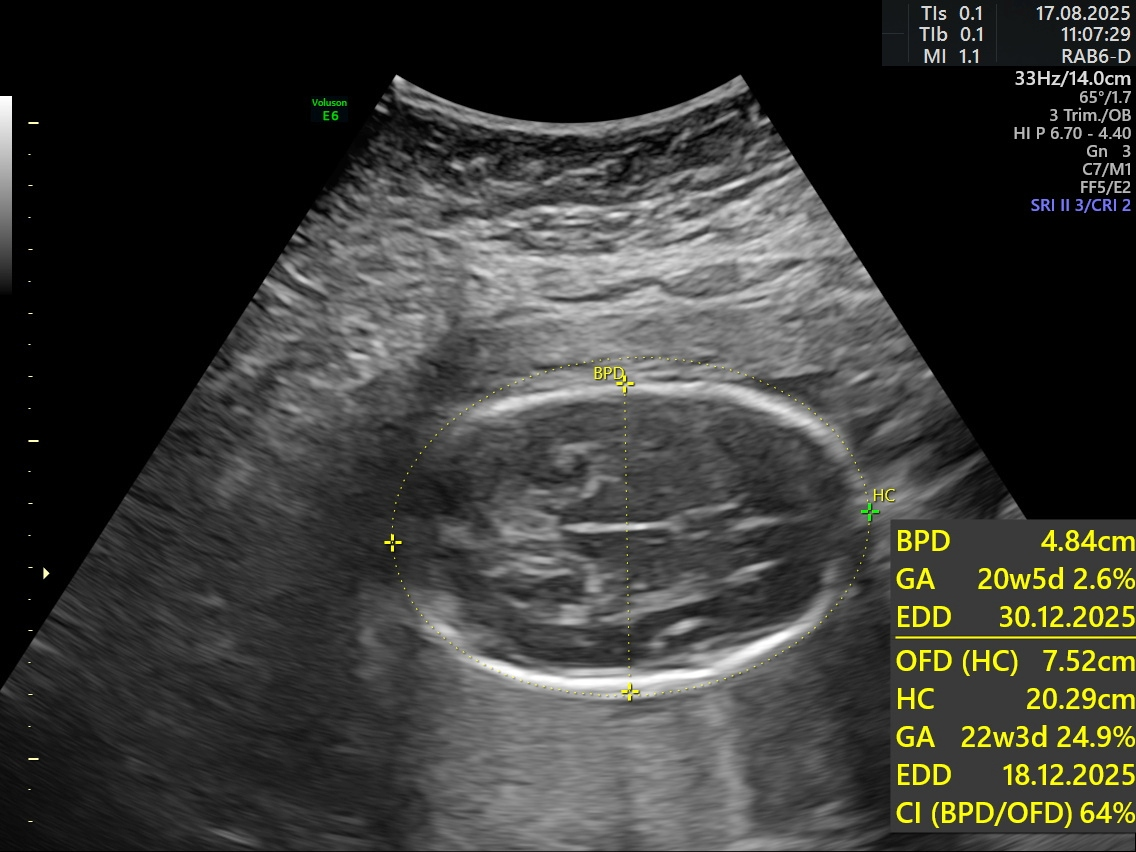 TIs 0.1 17.08.2025
TIb 0.1 11:07:29
MI 1.1 RAB6-D
33Hz/14.0cm
65°/1.7
3 Trim./OB
HI P 6.70 - 4.40
Gn 3
C7/M1
FF5/E2
SRI II 3/CRI 2
Voluson
E6
BPD
HC
BPD 4.84cm
GA 20w5d 2.6%
EDD 30.12.2025
OFD (HC) 7.52cm
HC 20.29cm
GA 22w3d 24.9%
EDD 18.12.2025
CI (BPD/OFD) 64%